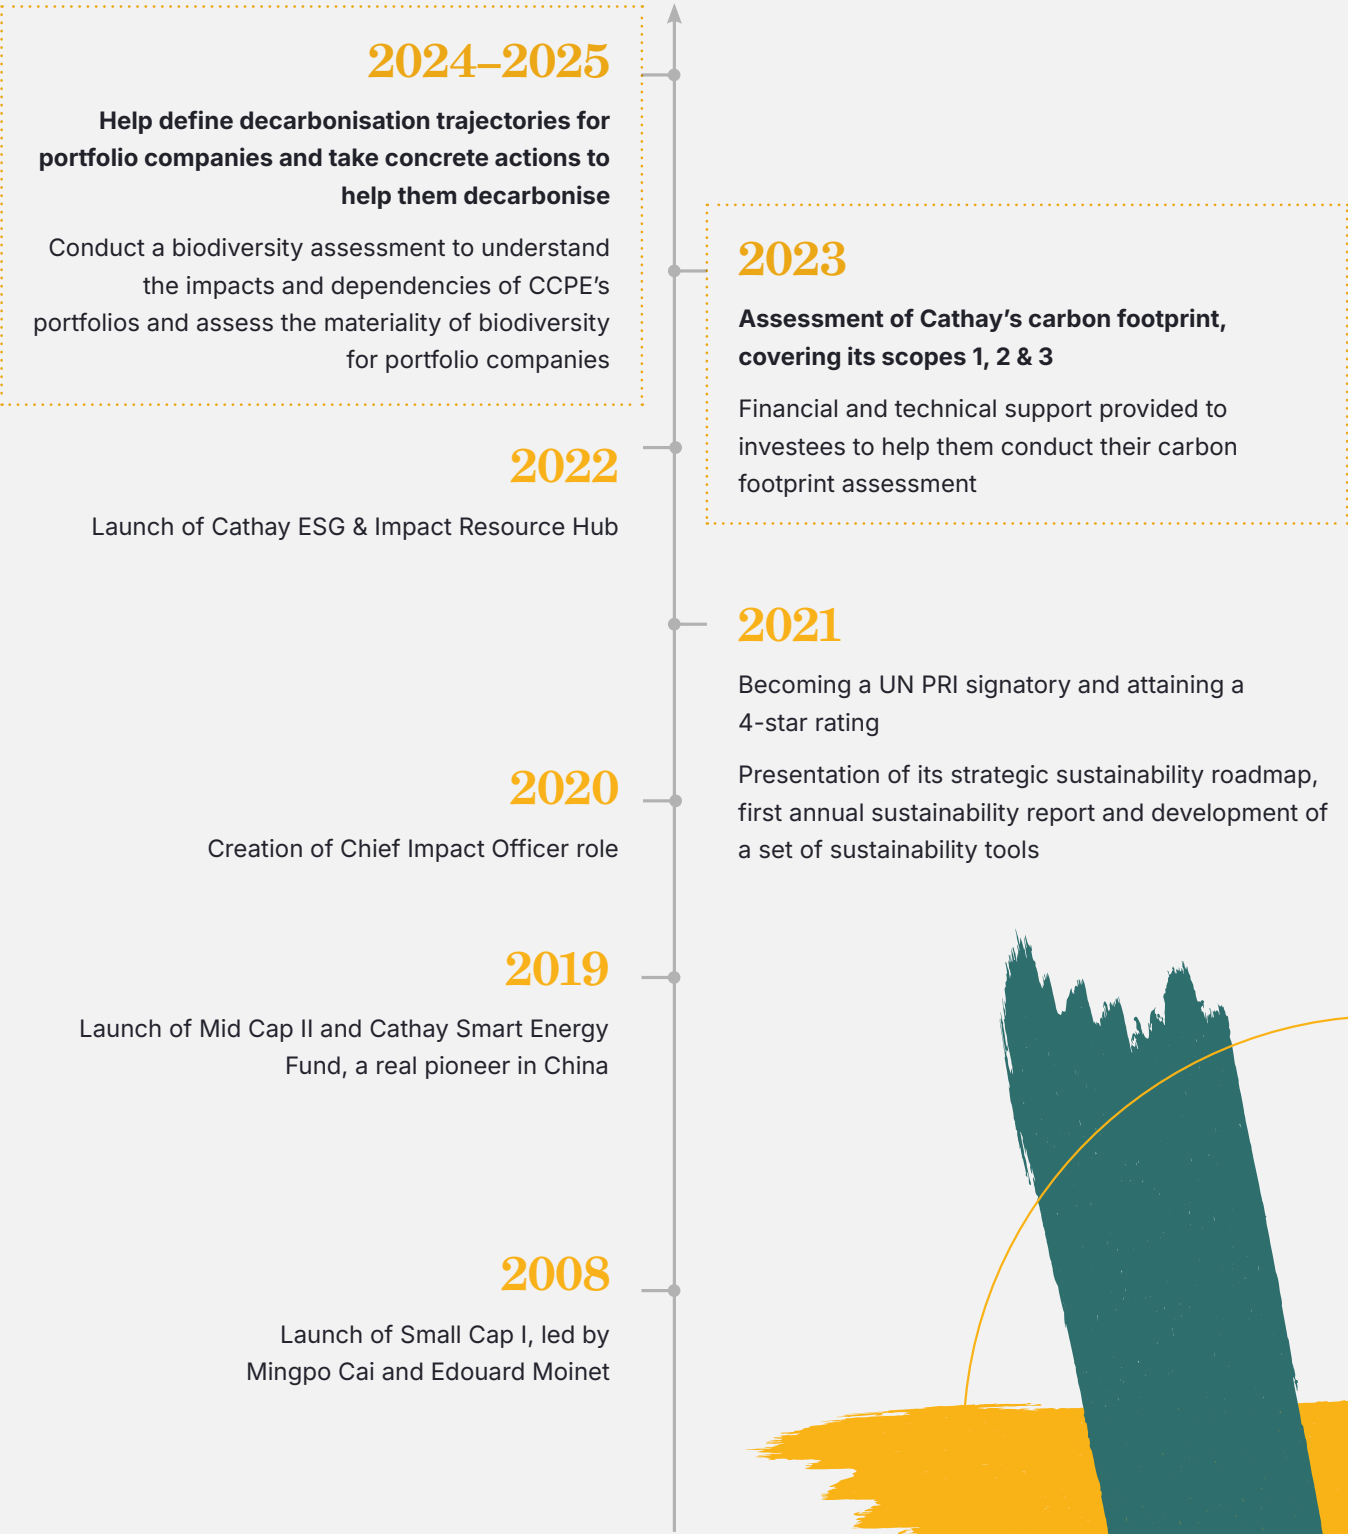 2024–2025
Help define decarbonisation trajectories for
portfolio companies and take concrete actions to
help them decarbonise
Conduct a biodiversity assessment to understand
the impacts and dependencies of CCPE’s
portfolios and assess the materiality of biodiversity
for portfolio companies
2023
Assessment of Cathay’s carbon footprint,
covering its scopes 1, 2 & 3
Financial and technical support provided to
investees to help them conduct their carbon
footprint assessment
2022
Launch of Cathay ESG & Impact Resource Hub
2021
Becoming a UN PRI signatory and attaining a
4-star rating
Presentation of its strategic sustainability roadmap,
first annual sustainability report and development of
a set of sustainability tools
2020
Creation of Chief Impact Officer role
2019
Launch of Mid Cap II and Cathay Smart Energy
Fund, a real pioneer in China
2008
Launch of Small Cap I, led by
Mingpo Cai and Edouard Moinet